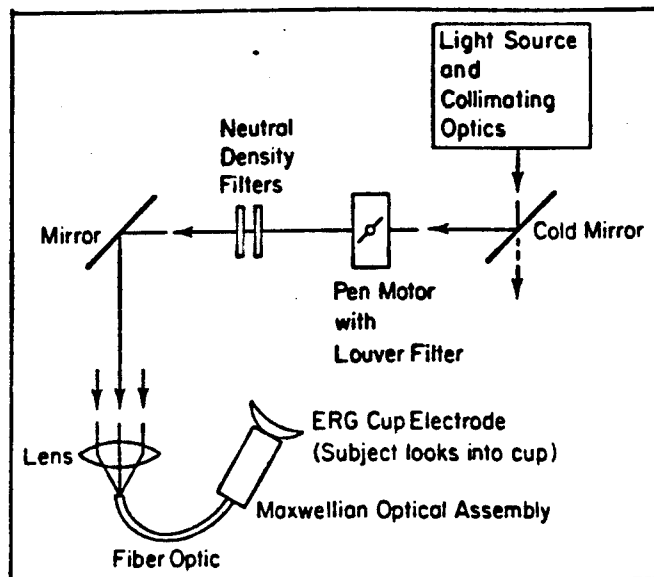 Light Source
and
Collimating
Optics
Neutral
Density
Filters
Mirror
Cold Mirror
Pen Motor
with
Louver Filter
ERG Cup Electrode
(Subject looks into cup)
Lens
Maxwellian Optical Assembly
Fiber Optic